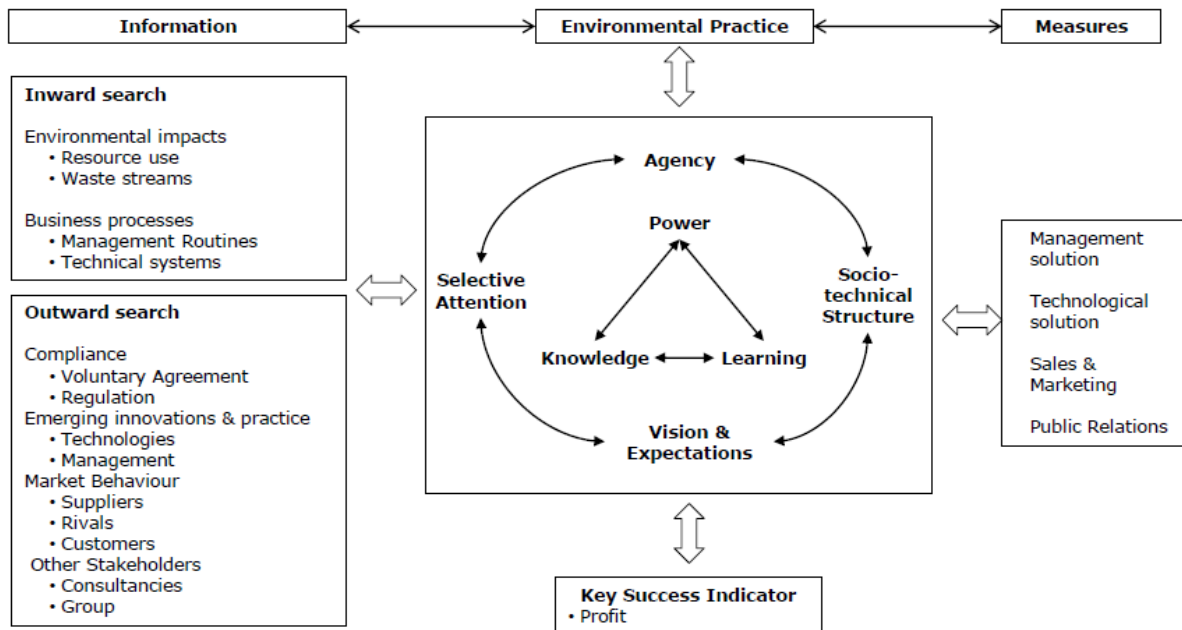 Information
Environmental Practice
Measures
Inward search
Environmental impacts
• Resource use
• Waste streams
Business processes
• Management Routines
• Technical systems
Outward search
Compliance
• Voluntary Agreement
• Regulation
Emerging innovations & practice
• Technologies
• Management
Market Behaviour
• Suppliers
• Rivals
• Customers
Other Stakeholders
• Consultancies
• Group
Agency
Power
Selective
Attention
Socio-
technical
Structure
Knowledge
Learning
Vision &
Expectations
Management
solution
Technological
solution
Sales &
Marketing
Public Relations
Key Success Indicator
• Profit